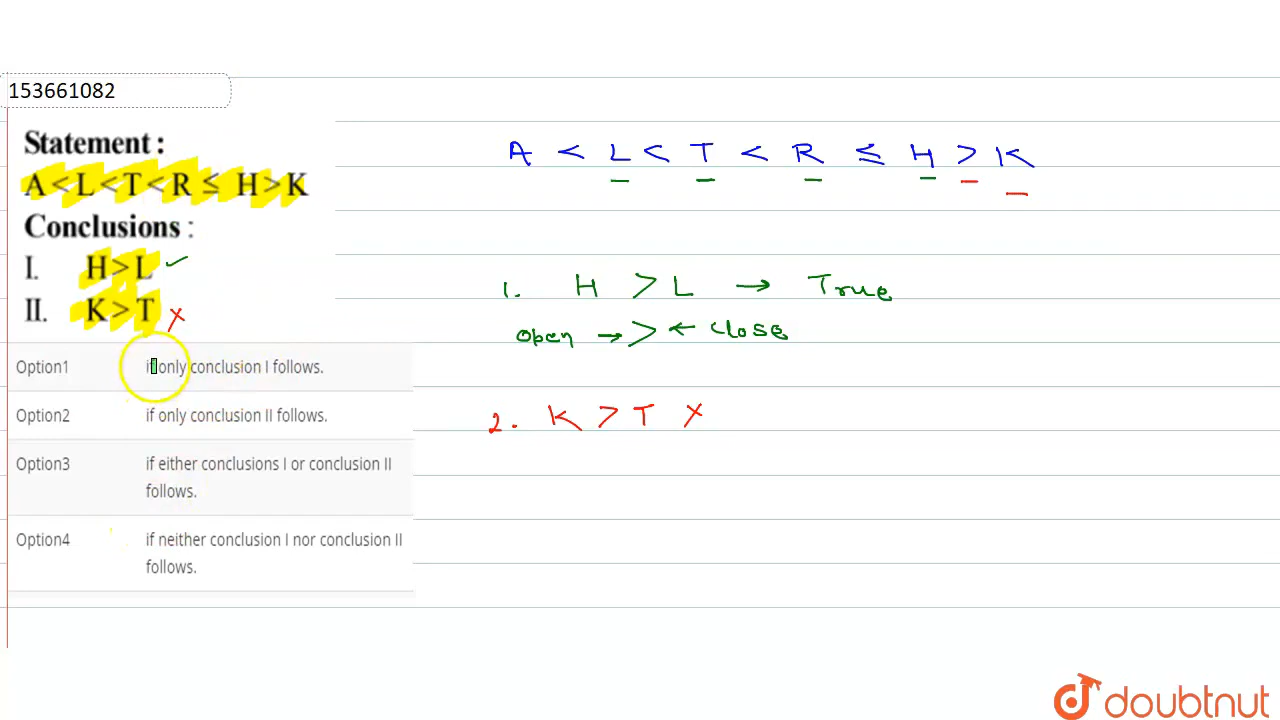 153661082
Statement :
A<L<T<R ≤ H>K
Conclusions :
I. H>L ✓
II. K>T ✗
Option1 if only conclusion I follows.
Option2 if only conclusion II follows.
Option3 if either conclusions I or conclusion II
follows.
Option4 if neither conclusion I nor conclusion II
follows.
A < L < T < R ≤ H > K
1. H > L → True
open → > ← close
2. K > T ✗
doubtnut